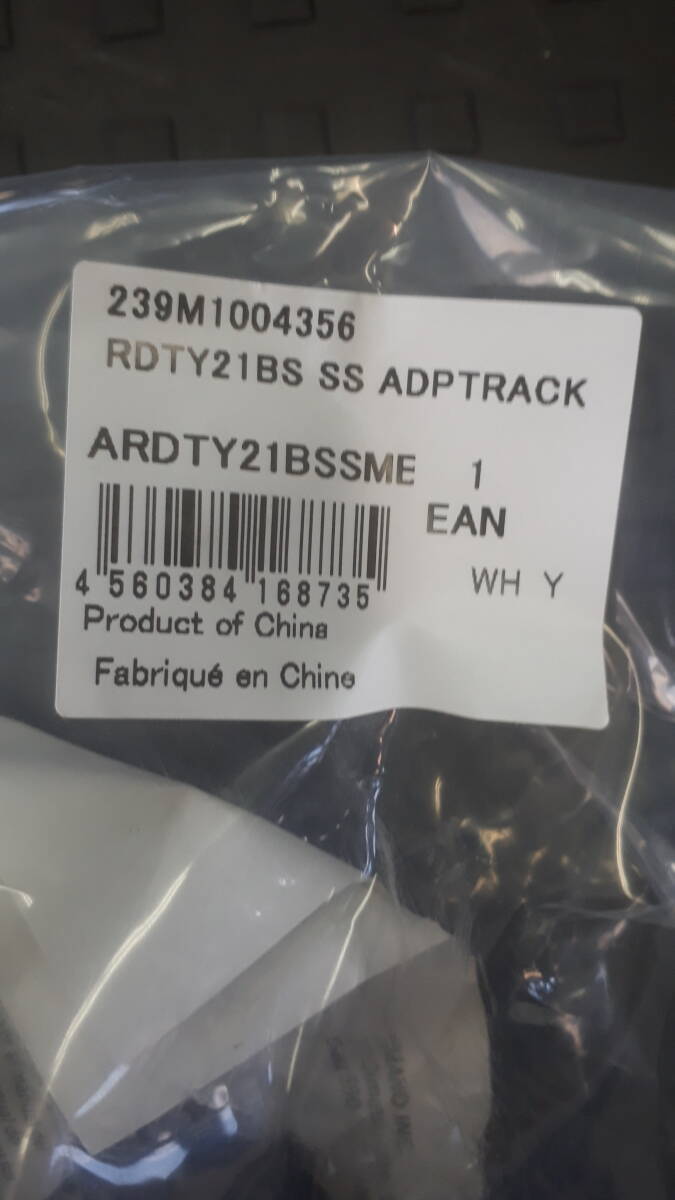 239M1004356
RDTY21BS SS ADPTRACK
ARDTY21BSSME 1
EAN
4 560384 168735
WH Y
Product of China
Fabriqué en Chine